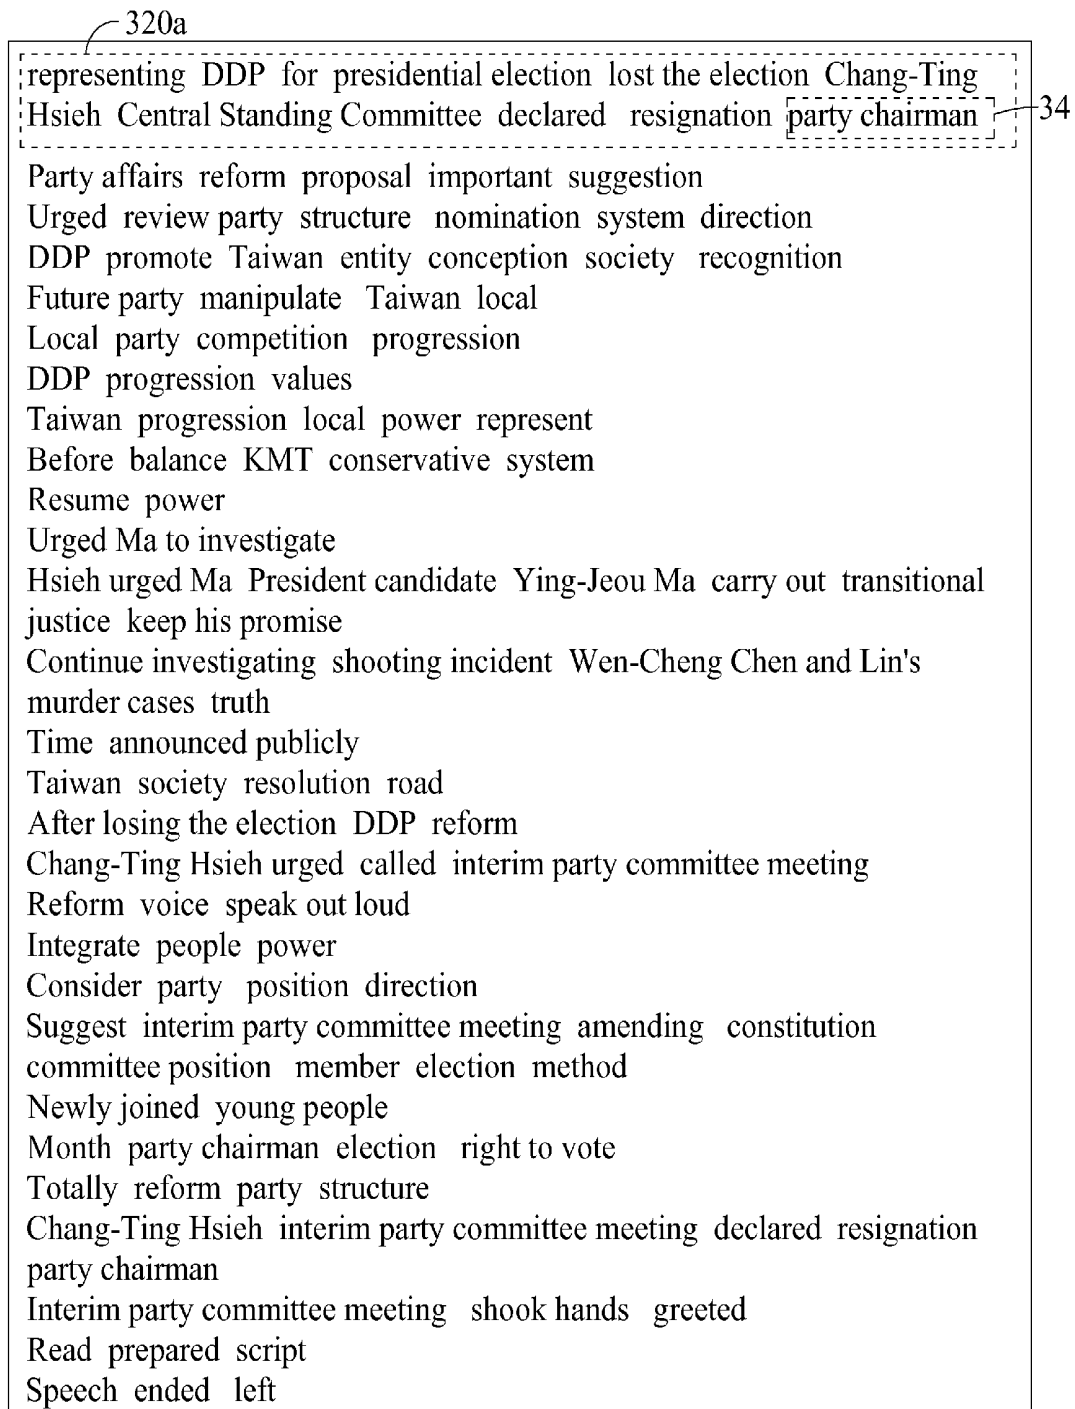 320a
representing DDP for presidential election lost the election Chang-Ting
Hsieh Central Standing Committee declared resignation party chairman
34
Party affairs reform proposal important suggestion
Urged review party structure nomination system direction
DDP promote Taiwan entity conception society recognition
Future party manipulate Taiwan local
Local party competition progression
DDP progression values
Taiwan progression local power represent
Before balance KMT conservative system
Resume power
Urged Ma to investigate
Hsieh urged Ma President candidate Ying-Jeou Ma carry out transitional
justice keep his promise
Continue investigating shooting incident Wen-Cheng Chen and Lin's
murder cases truth
Time announced publicly
Taiwan society resolution road
After losing the election DDP reform
Chang-Ting Hsieh urged called interim party committee meeting
Reform voice speak out loud
Integrate people power
Consider party position direction
Suggest interim party committee meeting amending constitution
committee position member election method
Newly joined young people
Month party chairman election right to vote
Totally reform party structure
Chang-Ting Hsieh interim party committee meeting declared resignation
party chairman
Interim party committee meeting shook hands greeted
Read prepared script
Speech ended left